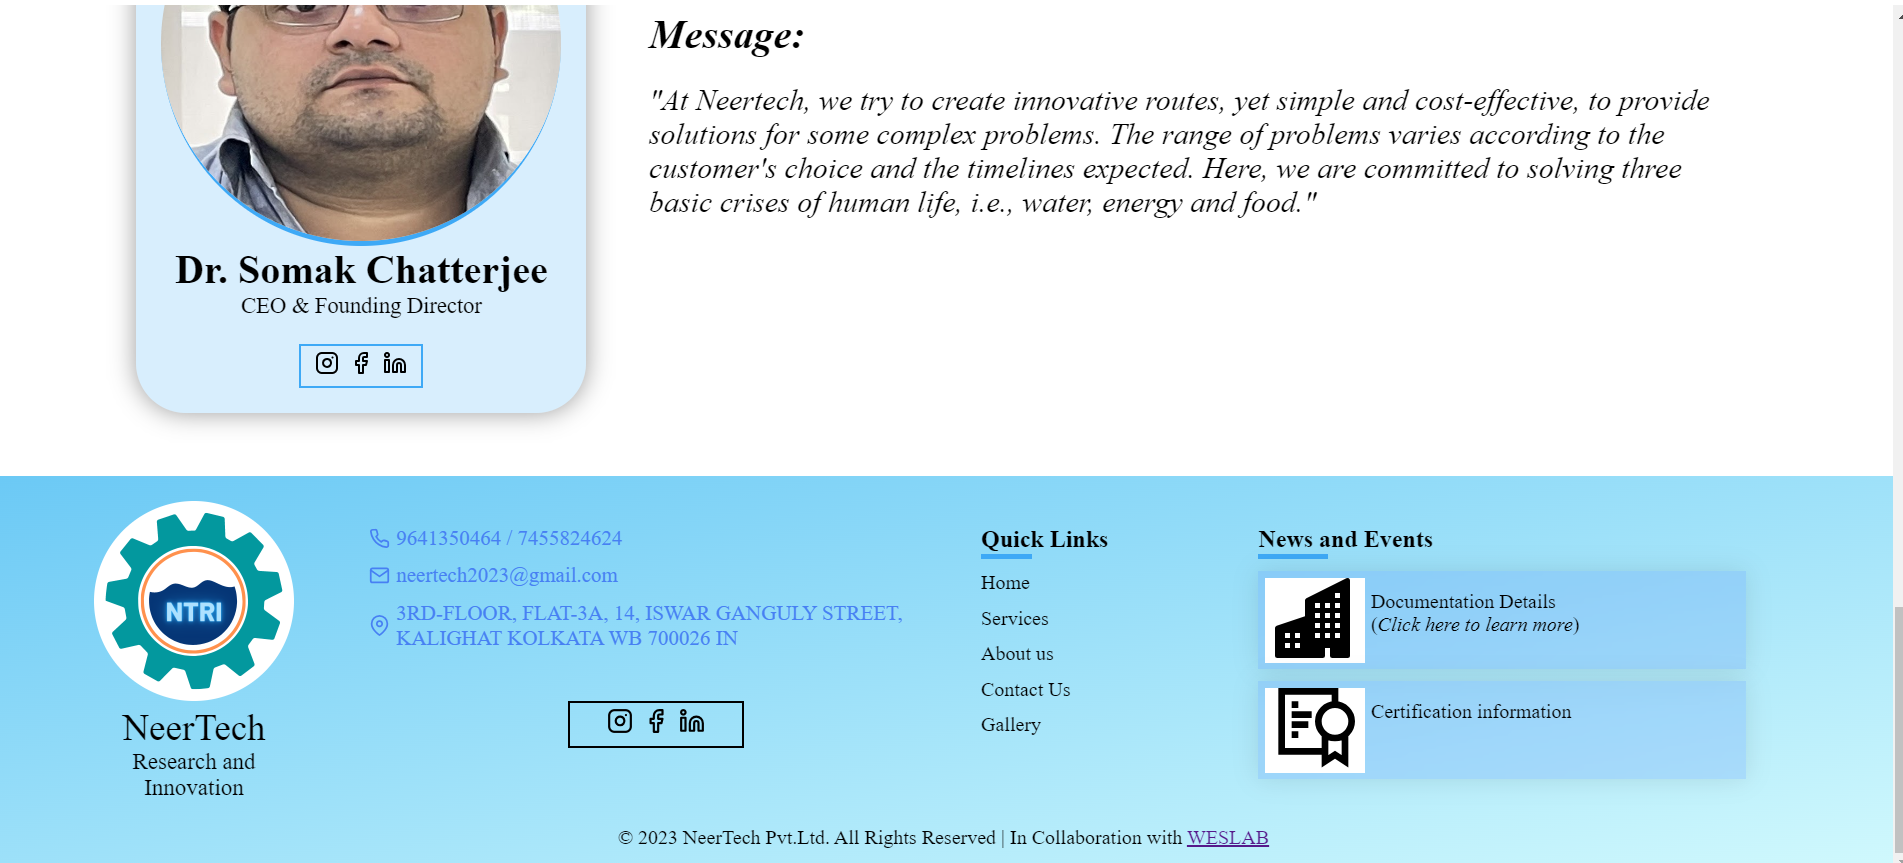 Message:
"At Neertech, we try to create innovative routes, yet simple and cost-effective, to provide
solutions for some complex problems. The range of problems varies according to the
customer's choice and the timelines expected. Here, we are committed to solving three
basic crises of human life, i.e., water, energy and food."
Dr. Somak Chatterjee
CEO & Founding Director
NTRI
NeerTech
Research and
Innovation
9641350464 / 7455824624
neertech2023@gmail.com
3RD-FLOOR, FLAT-3A, 14, ISWAR GANGULY STREET,
KALIGHAT KOLKATA WB 700026 IN
Quick Links
Home
Services
About us
Contact Us
Gallery
News and Events
Documentation Details
(Click here to learn more)
Certification information
© 2023 NeerTech Pvt.Ltd. All Rights Reserved | In Collaboration with WESLAB